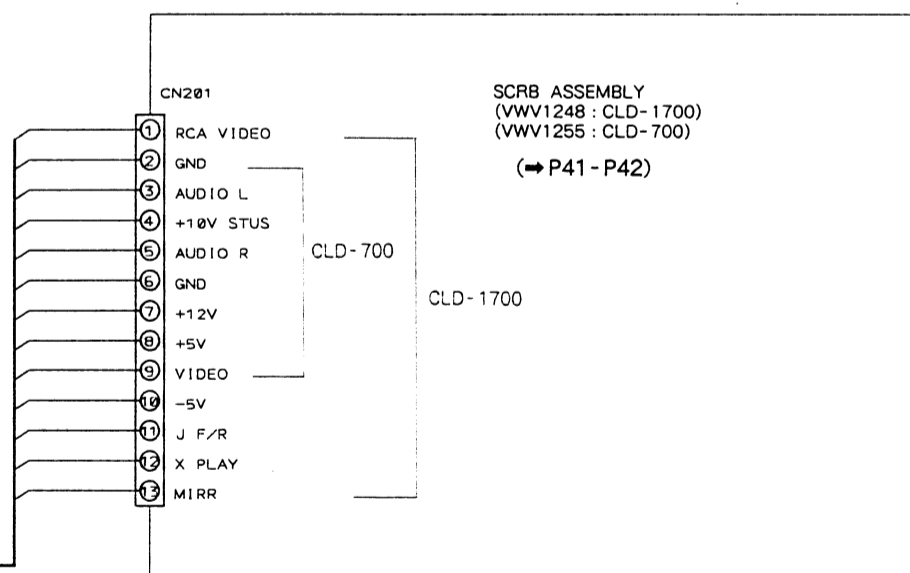 CN201
SCRB ASSEMBLY
(VWV1248 : CLD-1700)
(VWV1255 : CLD-700)
(➡ P41 - P42)
1 RCA VIDEO
2 GND
3 AUDIO L
4 +10V STUS
5 AUDIO R
6 GND
7 +12V
8 +5V
9 VIDEO
10 -5V
11 J F/R
12 X PLAY
13 MIRR
CLD-700
CLD-1700